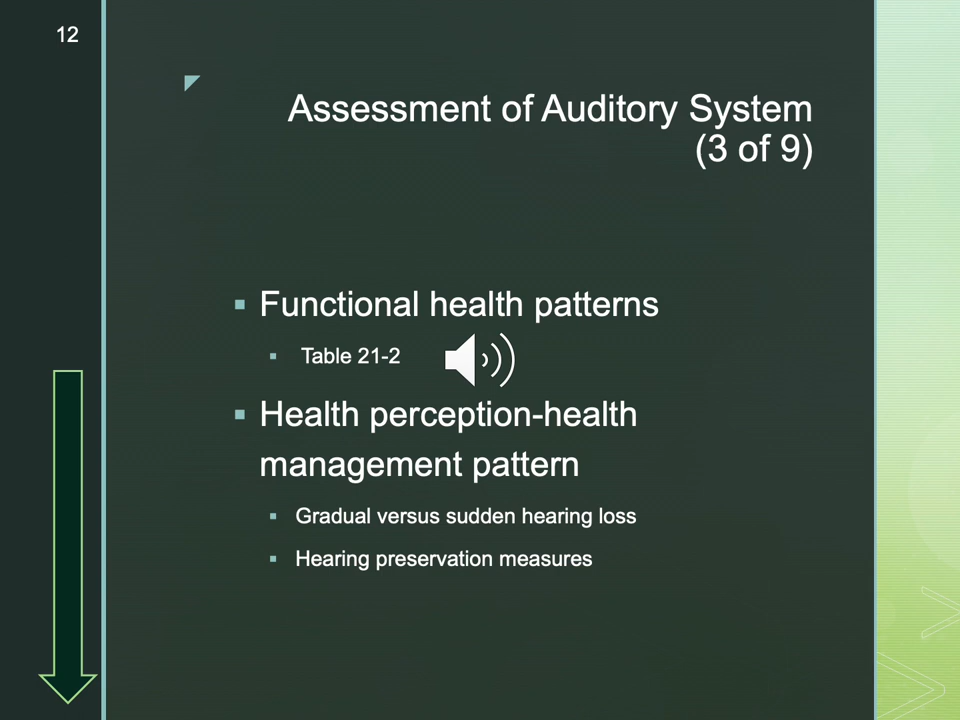 12
Assessment of Auditory System
(3 of 9)
Functional health patterns
Table 21-2
Health perception-health
management pattern
Gradual versus sudden hearing loss
Hearing preservation measures